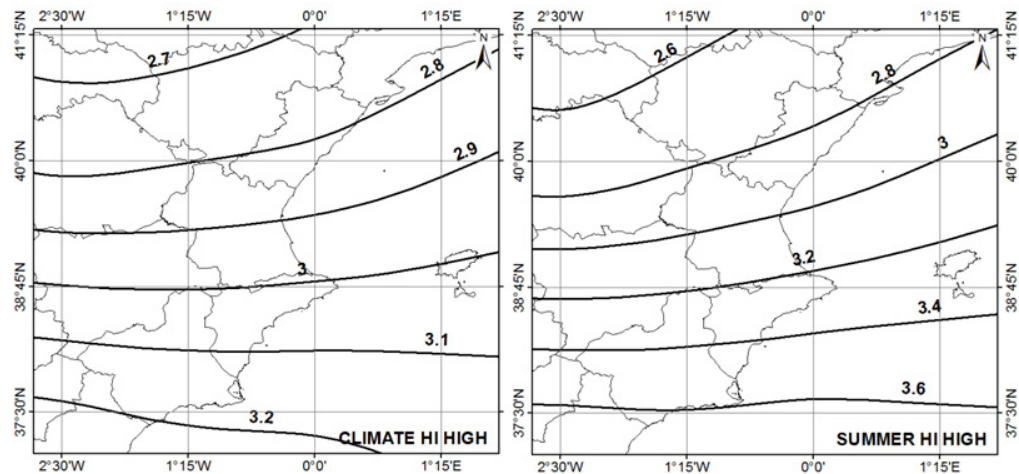 2°30'W 1°15'W 0°0' 1°15'E
2°30'W 1°15'W 0°0' 1°15'E
41°15'N
40°0'N
38°45'N
37°30'N
2.7
2.8
2.9
3
3.1
3.2
N
41°15'N
40°0'N
38°45'N
37°30'N
CLIMATE HI HIGH
2°30'W 1°15'W 0°0' 1°15'E
2°30'W 1°15'W 0°0' 1°15'E
41°15'N
40°0'N
38°45'N
37°30'N
2.6
2.8
3
3.2
3.4
3.6
N
41°15'N
40°0'N
38°45'N
37°30'N
SUMMER HI HIGH